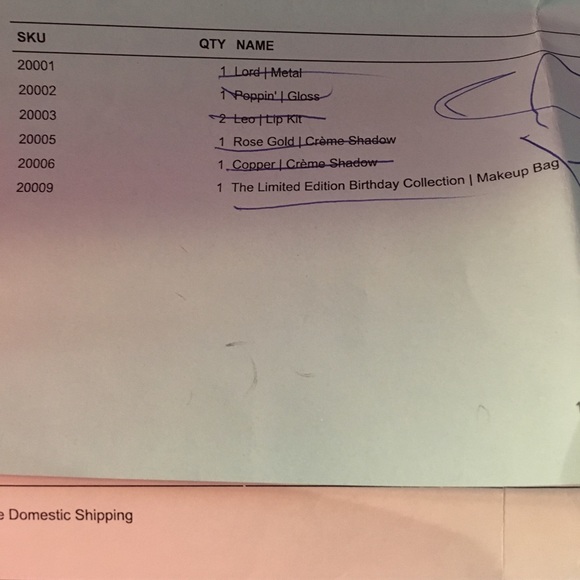 SKU QTY NAME
20001 1 Lord | Metal
20002 1 Poppin' | Gloss
20003 2 Leo | Lip Kit
20005 1 Rose Gold | Crème Shadow
20006 1 Copper | Crème Shadow
20009 1 The Limited Edition Birthday Collection | Makeup Bag
Domestic Shipping